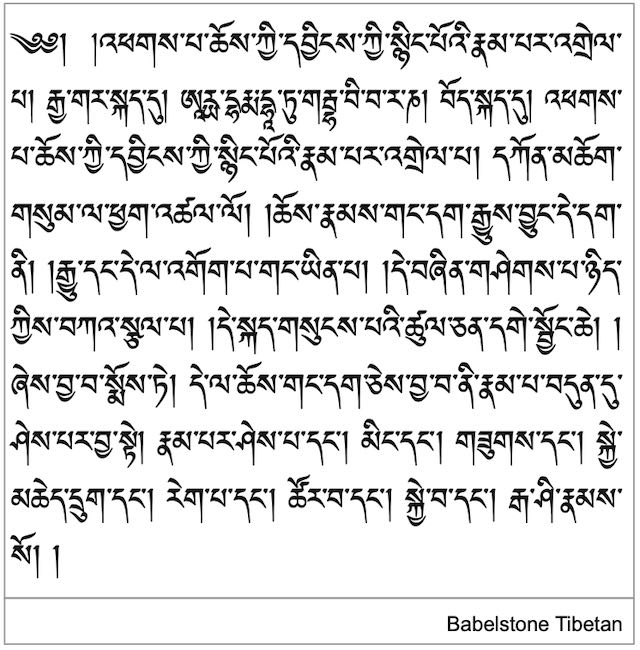 ༄༅། །འཕགས་པ་ཆོས་ཀྱི་དབྱིངས་ཀྱི་སྙིང་པོའི་རྣམ་པར་འགྲེལ་
པ། རྒྱ་གར་སྐད་དུ། ཨཱརྻ་དྷརྨདྷཱ་ཏུ་གརྦྷ་བི་བ་ར་ཎ། བོད་སྐད་དུ། འཕགས་
པ་ཆོས་ཀྱི་དབྱིངས་ཀྱི་སྙིང་པོའི་རྣམ་པར་འགྲེལ་པ། དཀོན་མཆོག་
གསུམ་ལ་ཕྱག་འཚལ་ལོ། །ཆོས་རྣམས་གང་དག་རྒྱུས་བྱུང་དེ་དག་
ནི། །རྒྱུ་དང་དེ་ལ་འགོག་པ་གང་ཡིན་པ། །དེ་བཞིན་གཤེགས་པ་ཉིད་
ཀྱིས་བཀའ་སྩལ་པ། །དེ་སྐད་གསུངས་པའི་ཚུལ་ཅན་དགེ་སྦྱོང་ཆེ། །
ཞེས་བྱ་བ་སྨོས་ཏེ། དེ་ལ་ཆོས་གང་དག་ཅེས་བྱ་བ་ནི་རྣམ་པ་བདུན་དུ་
ཤེས་པར་བྱ་སྟེ། རྣམ་པར་ཤེས་པ་དང་། མིང་དང་། གཟུགས་དང་། སྐྱེ་
མཆེད་དྲུག་དང་། རེག་པ་དང་། ཚོར་བ་དང་། སྐྱེ་བ་དང་། རྒ་ཤི་རྣམས་
སོ། །
Babelstone Tibetan